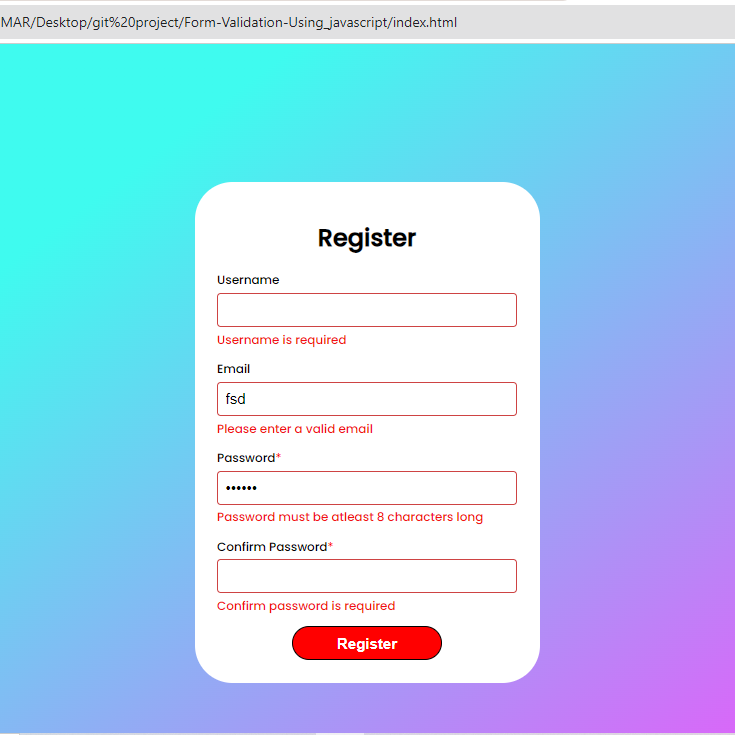 MAR/Desktop/git%20project/Form-Validation-Using_javascript/index.html
Register
Username
Username is required
Email
fsd
Please enter a valid email
Password*
••••••
Password must be atleast 8 characters long
Confirm Password*
Confirm password is required
Register